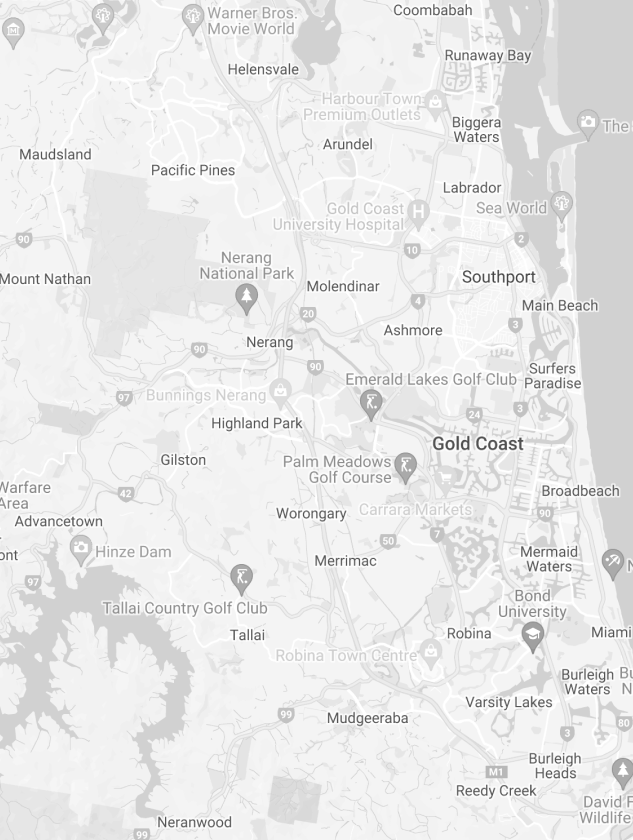 Coombabah
Warner Bros.
Movie World
Runaway Bay
Helensvale
Harbour Town
Premium Outlets
Biggera
Waters
The
Arundel
Maudsland
Pacific Pines
Labrador
Gold Coast
University Hospital
Sea World
90
10
2
Nerang
National Park
Mount Nathan
Southport
Molendinar
4
Main Beach
20
3
Ashmore
Nerang
90
90
Surfers
Paradise
Emerald Lakes Golf Club
Bunnings Nerang
97
24
3
Highland Park
Gold Coast
Gilston
Palm Meadows
Golf Course
Warfare
Area
42
Broadbeach
Carrara Markets
90
Worongary
Advancetown
ont
7
50
Hinze Dam
Mermaid
Waters
Merrimac
N
97
Bond
University
Tallai Country Golf Club
Tallai
Robina
Miami
Robina Town Centre
Burleigh
Waters
Bu
N
Varsity Lakes
99
Mudgeeraba
80
3
Burleigh
Heads
M1
Reedy Creek
David F
Wildlife
Neranwood
99